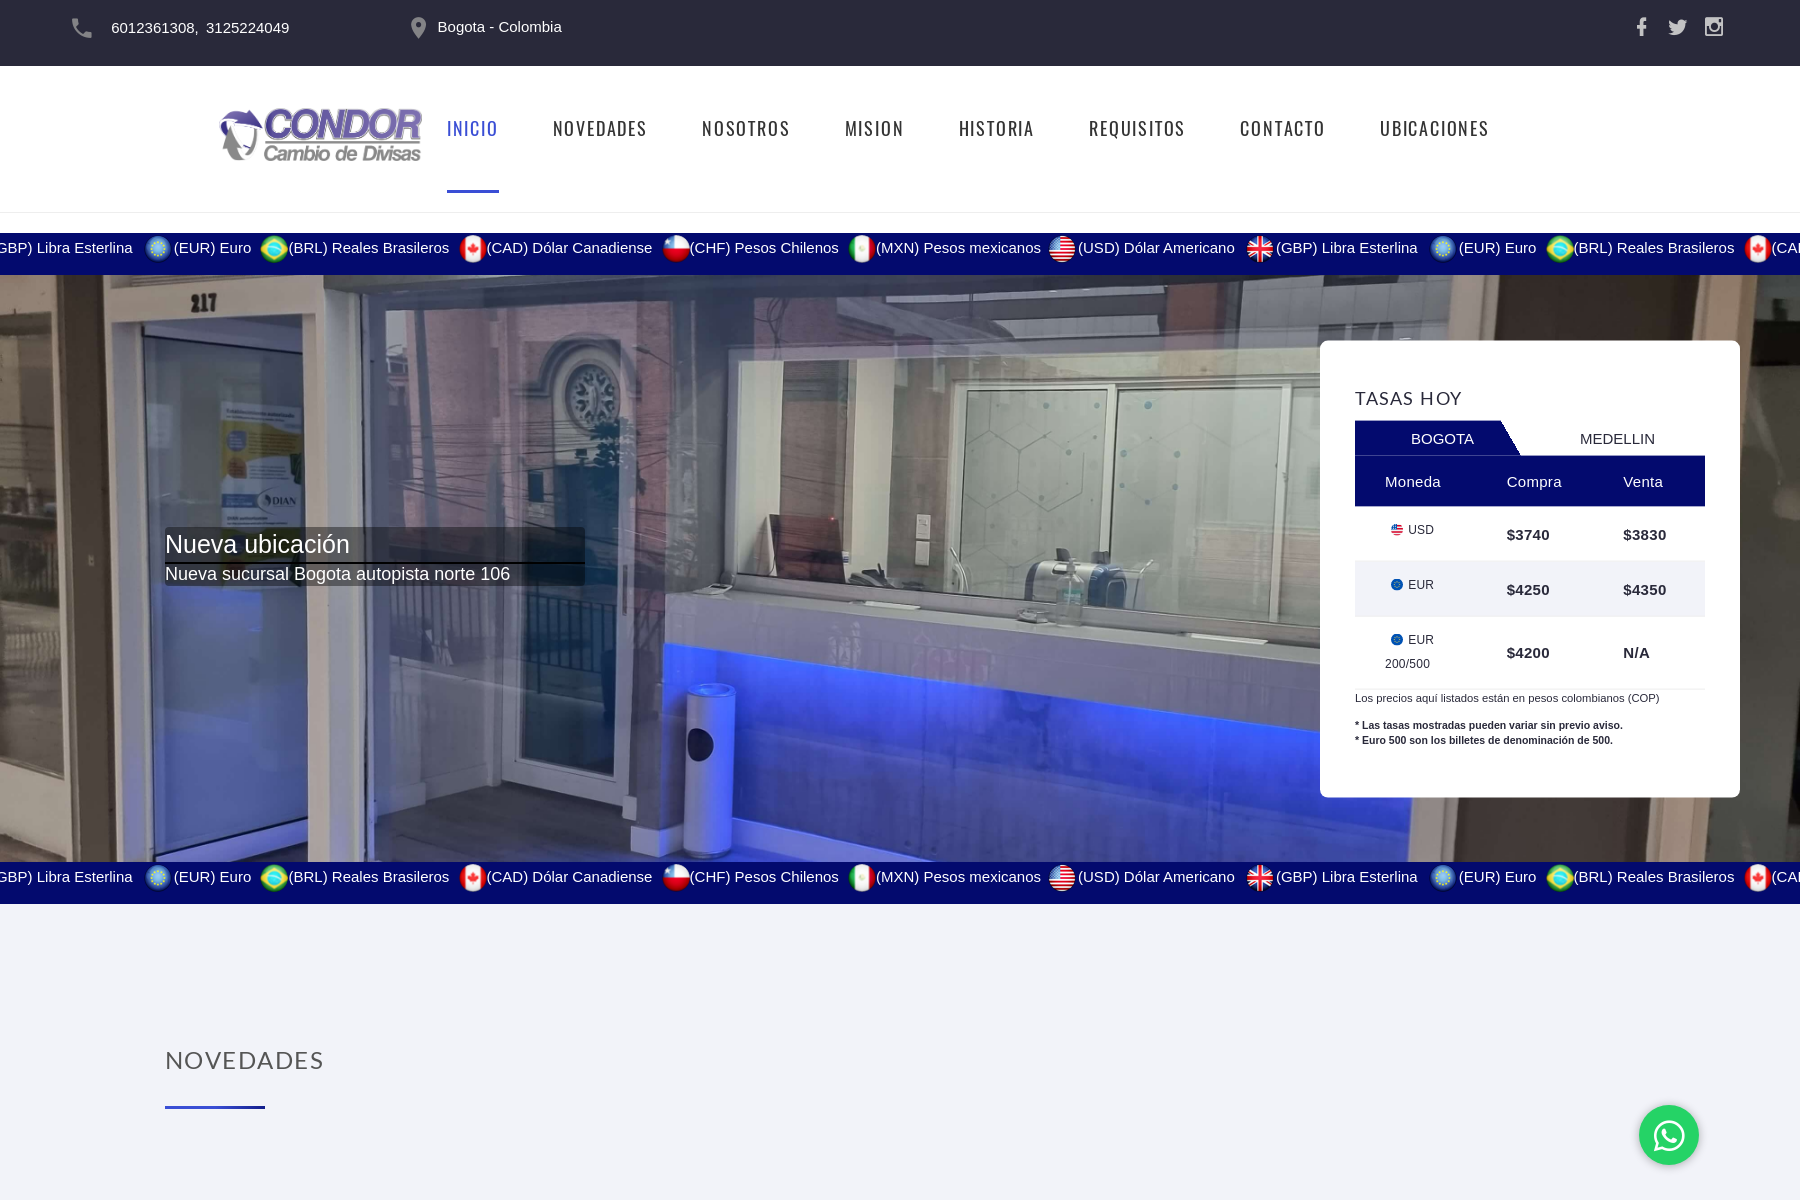 6012361308, 3125224049
Bogota - Colombia
CONDOR
Cambio de Divisas
INICIO NOVEDADES NOSOTROS MISION HISTORIA REQUISITOS CONTACTO UBICACIONES
GBP) Libra Esterlina (EUR) Euro (BRL) Reales Brasileros (CAD) Dólar Canadiense (CHF) Pesos Chilenos (MXN) Pesos mexicanos (USD) Dólar Americano (GBP) Libra Esterlina (EUR) Euro (BRL) Reales Brasileros (CA
217
DIAN
Nueva ubicación
Nueva sucursal Bogota autopista norte 106
TASAS HOY
BOGOTA MEDELLIN
Moneda Compra Venta
USD $3740 $3830
EUR $4250 $4350
EUR 200/500 $4200 N/A
Los precios aquí listados están en pesos colombianos (COP)
* Las tasas mostradas pueden variar sin previo aviso.
* Euro 500 son los billetes de denominación de 500.
GBP) Libra Esterlina (EUR) Euro (BRL) Reales Brasileros (CAD) Dólar Canadiense (CHF) Pesos Chilenos (MXN) Pesos mexicanos (USD) Dólar Americano (GBP) Libra Esterlina (EUR) Euro (BRL) Reales Brasileros (CA
NOVEDADES